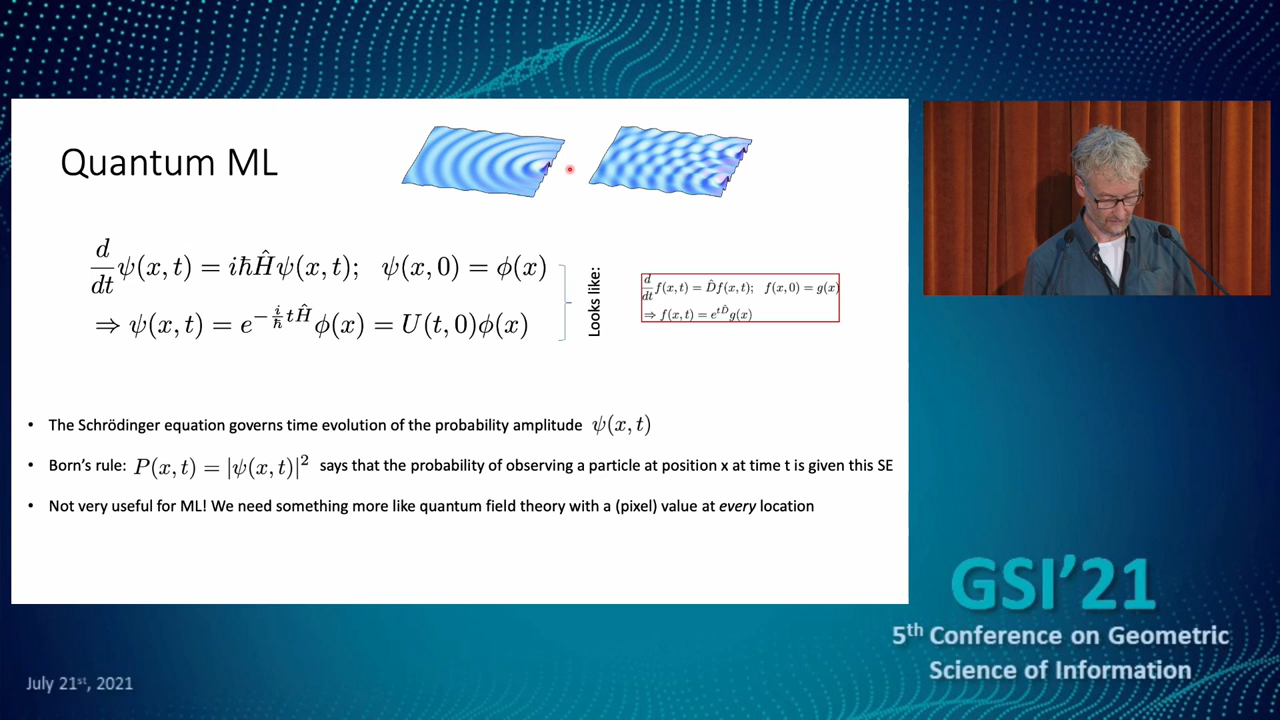 Quantum ML
d/dt ψ(x, t) = iħĤψ(x, t); ψ(x, 0) = ϕ(x)
⇒ ψ(x, t) = e^{-i/ħ tĤ}ϕ(x) = U(t, 0)ϕ(x)
Looks like:
d/dt f(x, t) = D̂f(x, t); f(x, 0) = g(x)
⇒ f(x, t) = e^{tD̂}g(x)
• The Schrödinger equation governs time evolution of the probability amplitude ψ(x, t)
• Born's rule: P(x, t) = |ψ(x, t)|² says that the probability of observing a particle at position x at time t is given this SE
• Not very useful for ML! We need something more like quantum field theory with a (pixel) value at every location
GSI'21
5th Conference on Geometric
Science of Information
July 21st, 2021